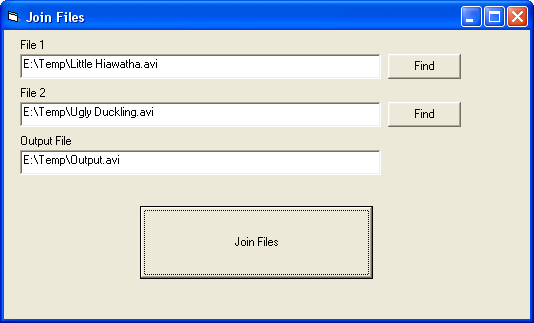 Join Files
File 1
E:\Temp\Little Hiawatha.avi
Find
File 2
E:\Temp\Ugly Duckling.avi
Find
Output File
E:\Temp\Output.avi
Join Files